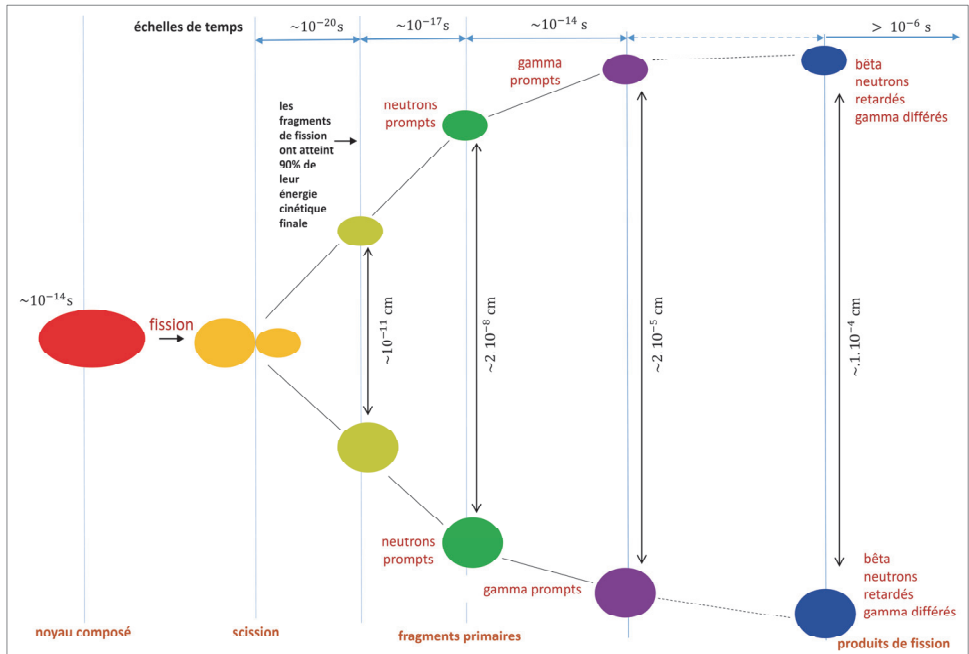 échelles de temps
~10⁻²⁰s
~10⁻¹⁷s
~10⁻¹⁴s
> 10⁻⁶ s
les
fragments
de fission
ont atteint
90% de
leur
énergie
cinétique
finale
neutrons
prompts
gamma
prompts
bëta
neutrons
retardés
gamma différés
~10⁻¹⁴s
fission
~10⁻¹¹ cm
~2 10⁻⁸ cm
~2 10⁻⁵ cm
~.1.10⁻⁴ cm
neutrons
prompts
gamma prompts
bêta
neutrons
retardés
gamma différés
noyau composé
scission
fragments primaires
produits de fission